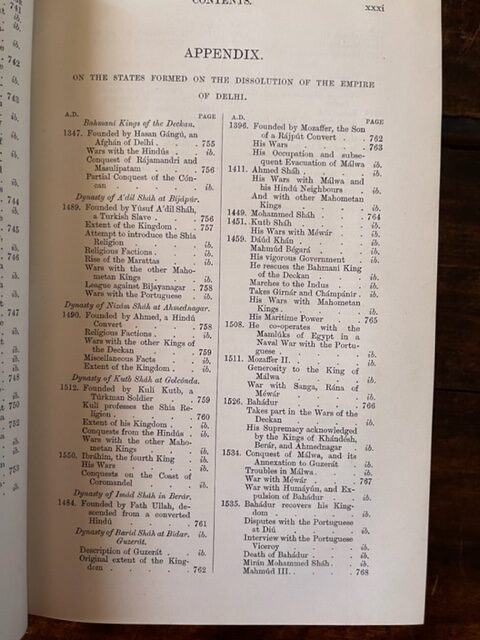 CONTENTS.
xxxi
APPENDIX.
ON THE STATES FORMED ON THE DISSOLUTION OF THE EMPIRE
OF DELHI.
A.D. PAGE
Bahmani Kings of the Deckan.
1347. Founded by Hasan Gángú, an
Afghán of Delhi . . . . 755
Wars with the Hindús . . ib.
Conquest of Rájamandri and
Masulipatam . . . . 756
Partial Conquest of the Cón-
can . . . . . . ib.
Dynasty of A'dil Sháh at Bijápúr.
1489. Founded by Yúsuf A'dil Sháh,
a Turkish Slave . . . . 756
Extent of the Kingdom . . 757
Attempt to introduce the Shía
Religion . . . . . ib.
Religious Factions . . . ib.
Rise of the Marattas . . ib.
Wars with the other Maho-
metan Kings . . . . ib.
League against Bijayanagar . 758
Wars with the Portuguese . ib.
Dynasty of Nizám Sháh at Ahmednagar.
1490. Founded by Ahmed, a Hindú
Convert . . . . . 758
Religious Factions . . . ib.
Wars with the other Kings of
the Deckan . . . . 759
Miscellaneous Facts . . ib.
Extent of the Kingdom . . ib.
Dynasty of Kutb Sháh at Golcónda.
1512. Founded by Kulí Kutb, a
Túrkman Soldier . . . 759
Kuli professes the Shía Re-
ligion . . . . . . 760
Extent of his Kingdom . . ib.
Conquests from the Hindús . ib.
Wars with the other Maho-
metan Kings . . . . ib.
1550. Ibráhim, the fourth King . ib.
His Wars . . . . . ib.
Conquests on the Coast of
Coromandel . . . . ib.
Dynasty of Imád Sháh in Berár.
1484. Founded by Fath Ullah, de-
scended from a converted
Hindú . . . . . . 761
Dynasty of Barid Sháh at Bidar.
Guzerát.
Description of Guzerát . . ib.
Original extent of the King-
dom . . . . . . 762
A.D. PAGE
1396. Founded by Mozaffer, the Son
of a Rájpút Convert . . . 762
His Wars . . . . . 763
His Occupation and subse-
quent Evacuation of Málwa ib.
1411. Ahmed Sháh . . . . ib.
His Wars with Málwa and
his Hindú Neighbours . . ib.
And with other Mahometan
Kings . . . . . . ib.
1449. Mohammed Sháh . . . 764
1451. Kutb Sháh . . . . . ib.
His Wars with Méwár . . ib.
1459. Dáúd Khán . . . . . ib.
Mahmúd Bégará . . . ib.
His vigorous Government . ib.
He rescues the Bahmani King
of the Deckan . . . . ib.
Marches to the Indus . . ib.
Takes Girnár and Chámpánír . ib.
His Wars with Mahometan
Kings . . . . . . ib.
His Maritime Power . . . 765
1508. He co-operates with the
Mamlúks of Egypt in a
Naval War with the Portu-
guese . . . . . . ib.
1511. Mozaffer II. . . . . ib.
Generosity to the King of
Málwa . . . . . . ib.
War with Sanga, Rána of
Méwár . . . . . . ib.
1526. Bahádur . . . . . 766
Takes part in the Wars of the
Deckan . . . . . . ib.
His Supremacy acknowledged
by the Kings of Khándésh,
Berár, and Ahmednagar . ib.
1534. Conquest of Málwa, and its
Annexation to Guzerát . ib.
Troubles in Málwa . . . ib.
War with Méwár . . . 767
War with Humáyún, and Ex-
pulsion of Bahádur . . ib.
1535. Bahádur recovers his King-
dom . . . . . . ib.
Disputes with the Portuguese
at Diú . . . . . . ib.
Interview with the Portuguese
Viceroy . . . . . ib.
Death of Bahádur . . . ib.
Mirán Mohammed Sháh . . ib.
Mahmúd III. . . . . . 768